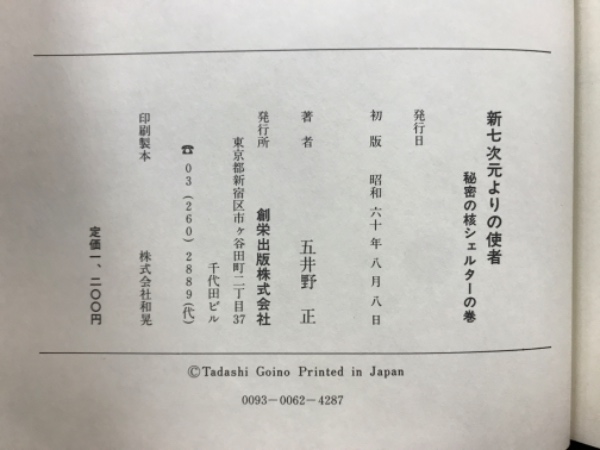 新七次元よりの使者
秘密の核シェルターの巻
発行日
初版 昭和六十年八月八日
著者 五井野 正
発行所 創栄出版株式会社
東京都新宿区市ヶ谷田町二丁目37
千代田ビル
☎03(260)2889(代)
印刷製本 株式会社和晃
定価一、二〇〇円
©Tadashi Goino Printed in Japan
0093-0062-4287